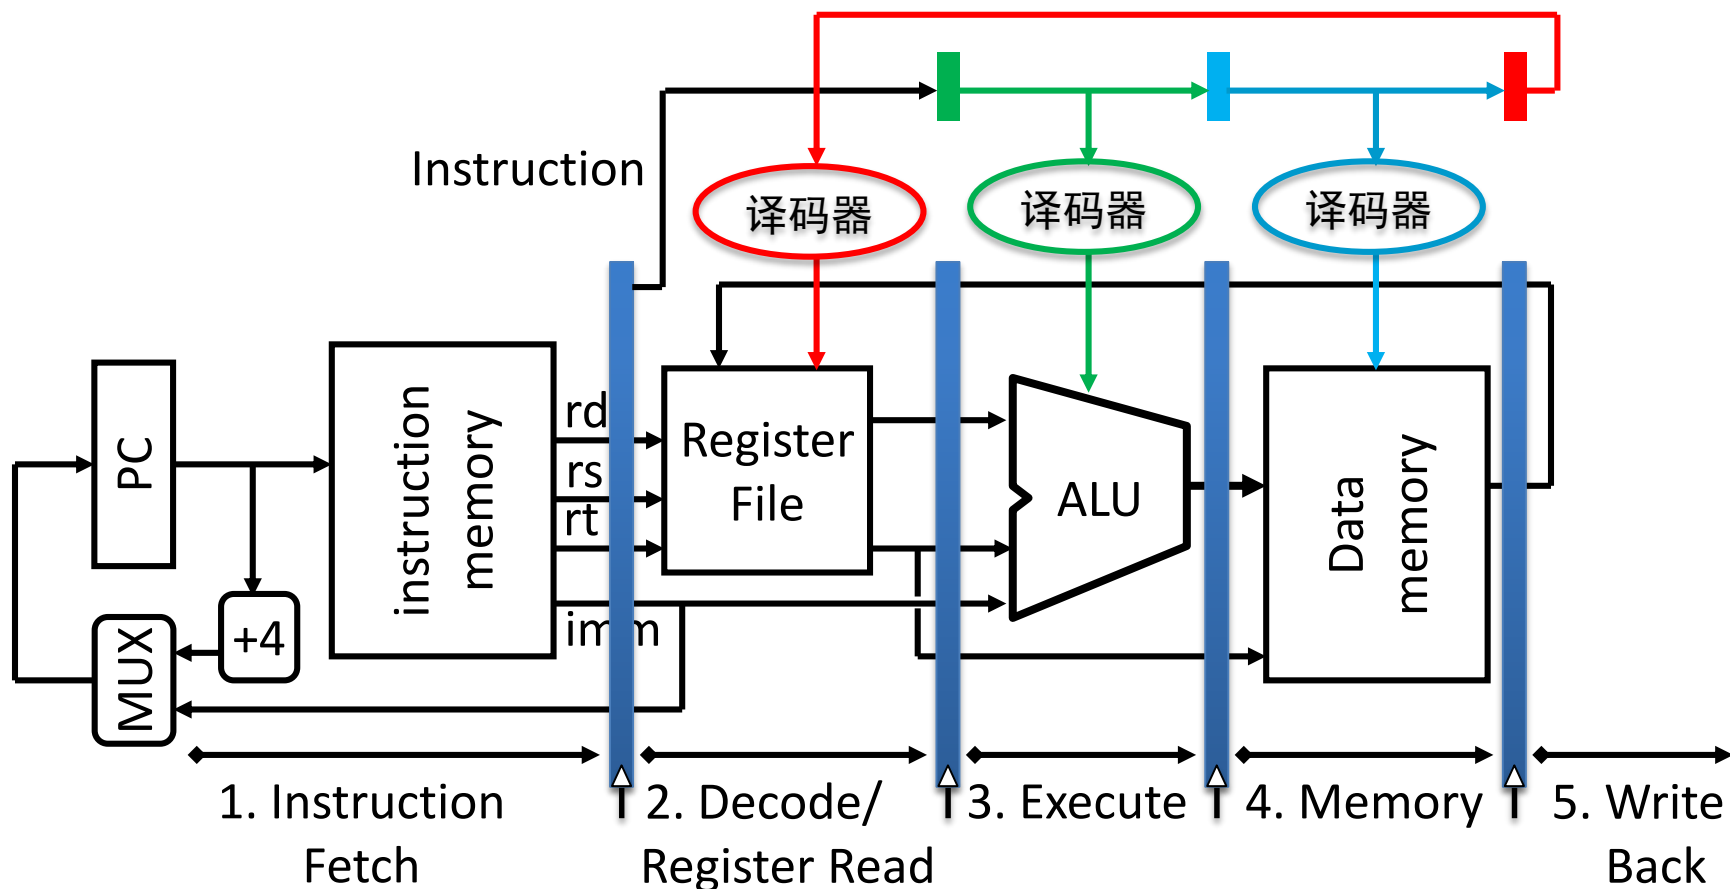 Instruction
译码器
译码器
译码器
PC
instruction
memory
rd
rs
rt
imm
Register
File
ALU
Data
memory
+4
MUX
1. Instruction
Fetch
2. Decode/
Register Read
3. Execute
4. Memory
5. Write
Back